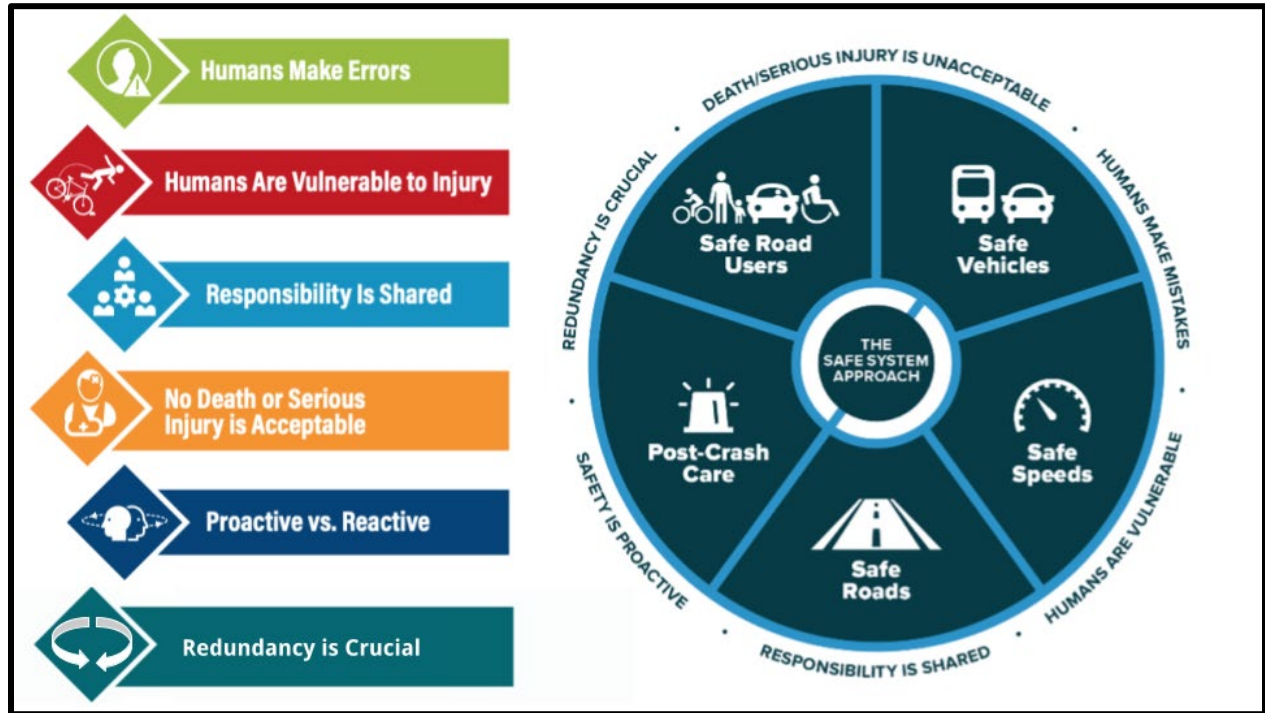 Humans Make Errors
Humans Are Vulnerable to Injury
Responsibility Is Shared
No Death or Serious
Injury is Acceptable
Proactive vs. Reactive
Redundancy is Crucial
DEATH/SERIOUS INJURY IS UNACCEPTABLE
HUMANS MAKE MISTAKES
HUMANS ARE VULNERABLE
RESPONSIBILITY IS SHARED
SAFETY IS PROACTIVE
REDUNDANCY IS CRUCIAL
Safe Road
Users
Safe
Vehicles
Safe
Speeds
Safe
Roads
Post-Crash
Care
THE
SAFE SYSTEM
APPROACH